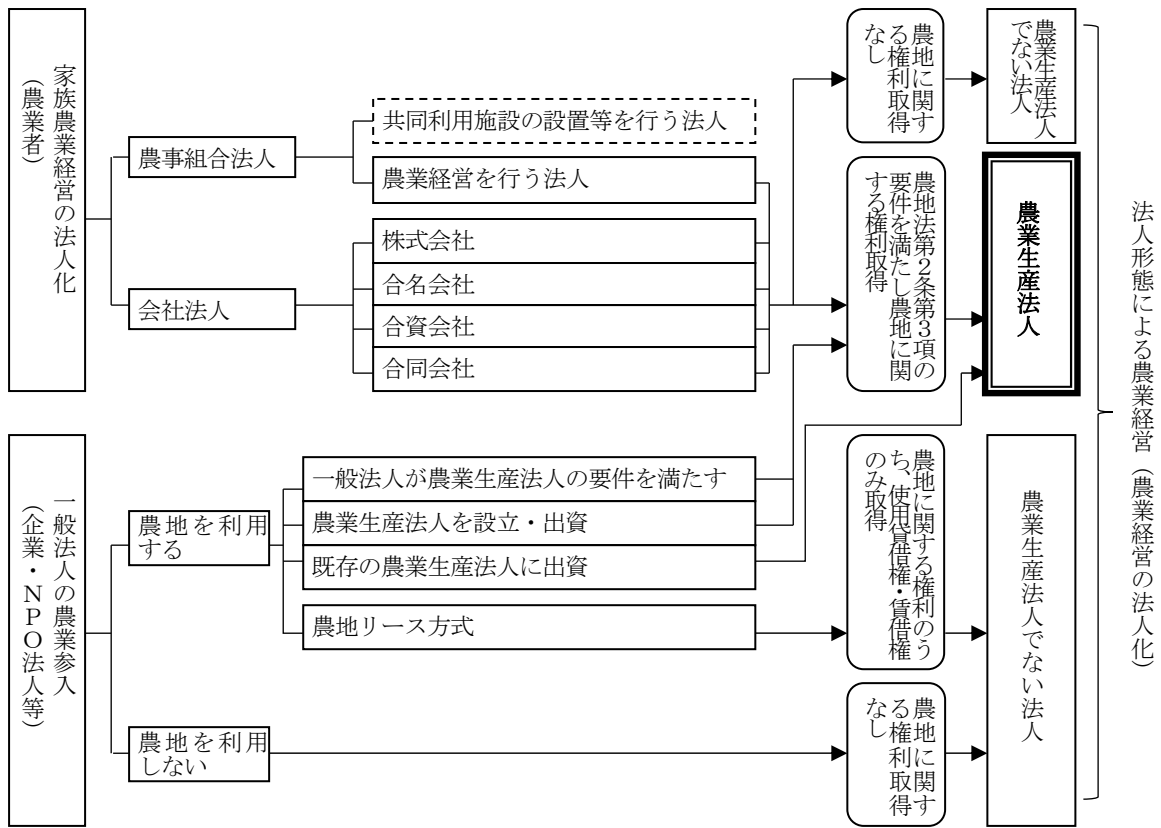 家族農業経営の法人化
（農業者）
農事組合法人
会社法人
共同利用施設の設置等を行う法人
農業経営を行う法人
株式会社
合名会社
合資会社
合同会社
農地に関す
る権利取得
なし
農業生産法人
でない法人
農地法第２条第３項の
要件を満たし農地に関
する権利取得
農業生産法人
一般法人の農業参入
（企業・ＮＰＯ法人等）
農地を利用
する
農地を利用
しない
一般法人が農業生産法人の要件を満たす
農業生産法人を設立・出資
既存の農業生産法人に出資
農地リース方式
農地に関する権利のう
ち、使用貸借権・賃借権
のみ取得
農地に関す
る権利取得
なし
農業生産法人でない法人
法人形態による農業経営（農業経営の法人化）